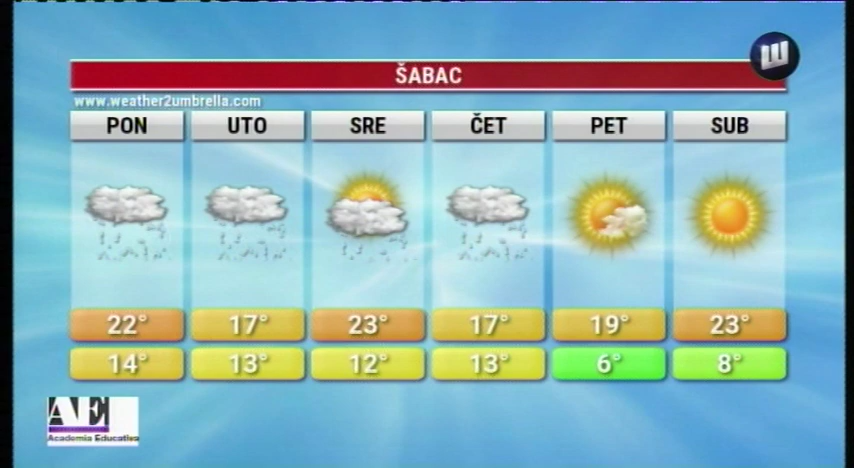 Ш
ŠABAC
www.weather2umbrella.com
PON UTO SRE ČET PET SUB
22° 17° 23° 17° 19° 23°
14° 13° 12° 13° 6° 8°
AE
Academia Educativa